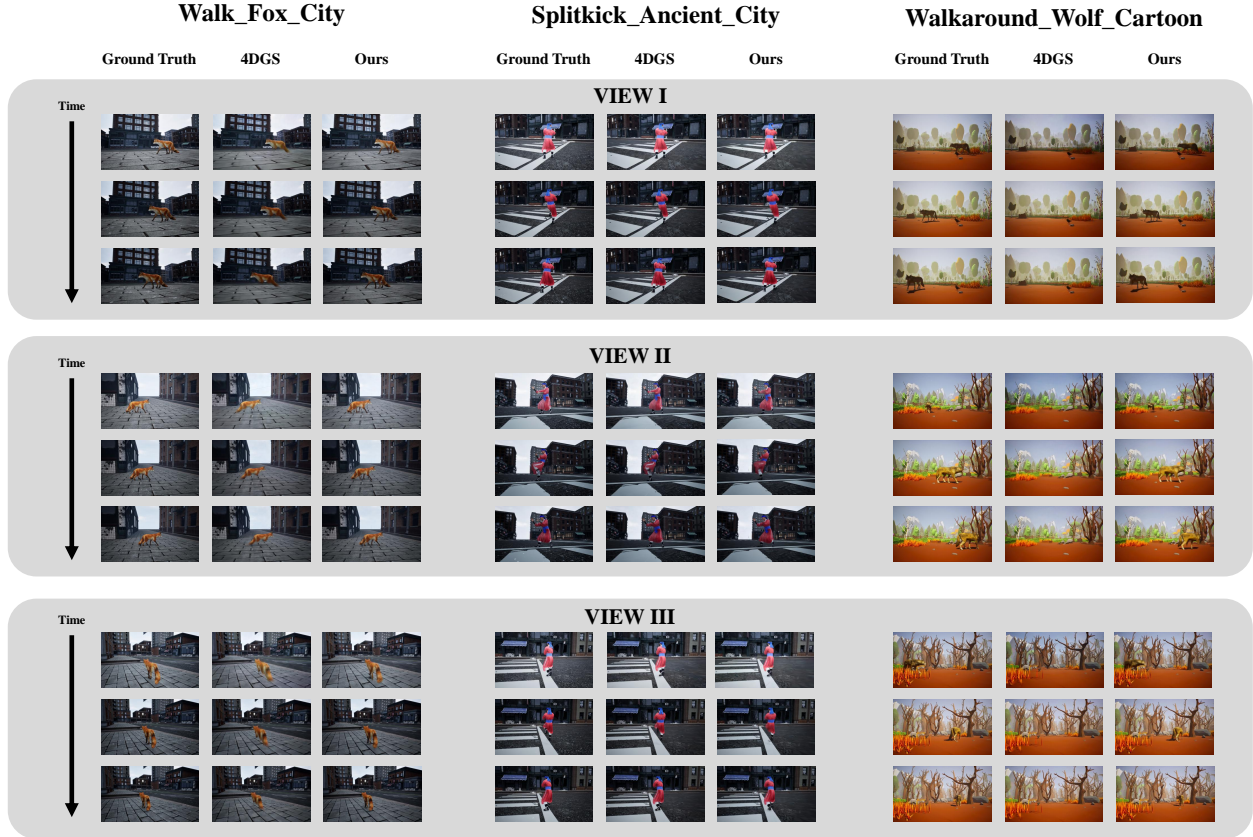 Walk_Fox_City Splitkick_Ancient_City Walkaround_Wolf_Cartoon
Ground Truth 4DGS Ours Ground Truth 4DGS Ours Ground Truth 4DGS Ours
VIEW I
Time
VIEW II
Time
VIEW III
Time